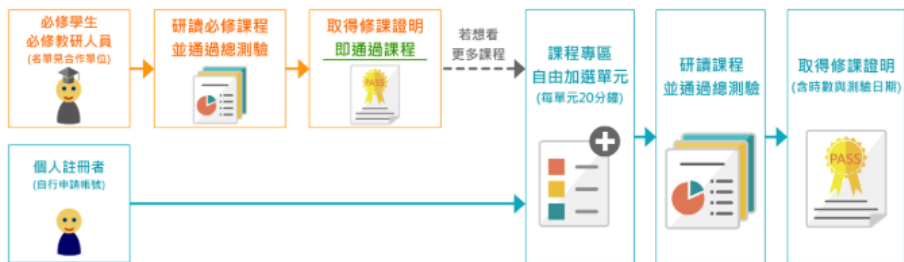 必修學生
必修教研人員
(名單見合作單位)
研讀必修課程
並通過總測驗
取得修課證明
即通過課程
PASS
若想看
更多課程
課程專區
自由加選單元
(每單元20分鐘)
研讀課程
並通過總測驗
取得修課證明
(含時數與測驗日期)
PASS
個人註冊者
(自行申請帳號)